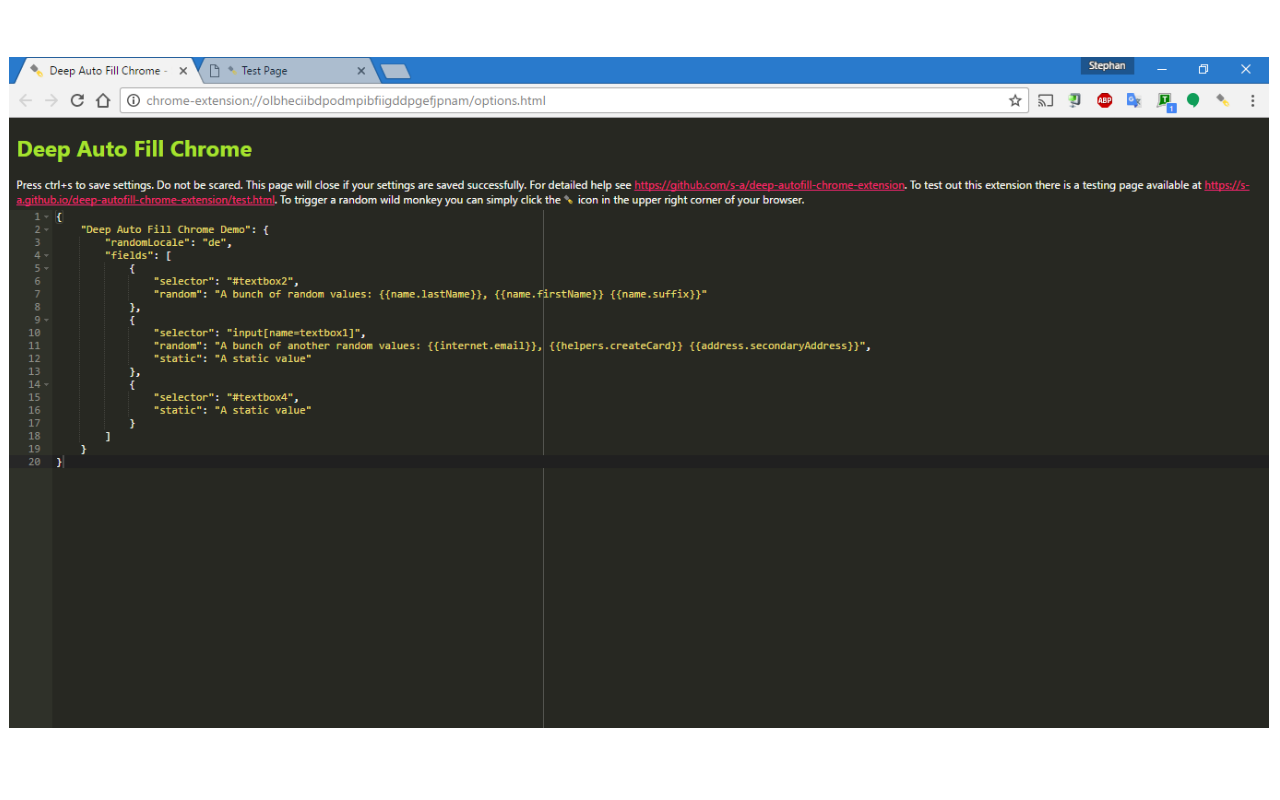 Deep Auto Fill Chrome - Test Page Stephan
chrome-extension://olbheciibdpodmpibfiigddpgefjpnam/options.html ABP 1
Deep Auto Fill Chrome
Press ctrl+s to save settings. Do not be scared. This page will close if your settings are saved successfully. For detailed help see https://github.com/s-a/deep-autofill-chrome-extension. To test out this extension there is a testing page available at https://s-
a.github.io/deep-autofill-chrome-extension/test.html. To trigger a random wild monkey you can simply click the icon in the upper right corner of your browser.
1 {
2 "Deep Auto Fill Chrome Demo": {
3 "randomLocale": "de",
4 "fields": [
5 {
6 "selector": "#textbox2",
7 "random": "A bunch of random values: {{name.lastName}}, {{name.firstName}} {{name.suffix}}"
8 },
9 {
10 "selector": "input[name=textbox1]",
11 "random": "A bunch of another random values: {{internet.email}}, {{helpers.createCard}} {{address.secondaryAddress}}",
12 "static": "A static value"
13 },
14 {
15 "selector": "#textbox4",
16 "static": "A static value"
17 }
18 ]
19 }
20 }